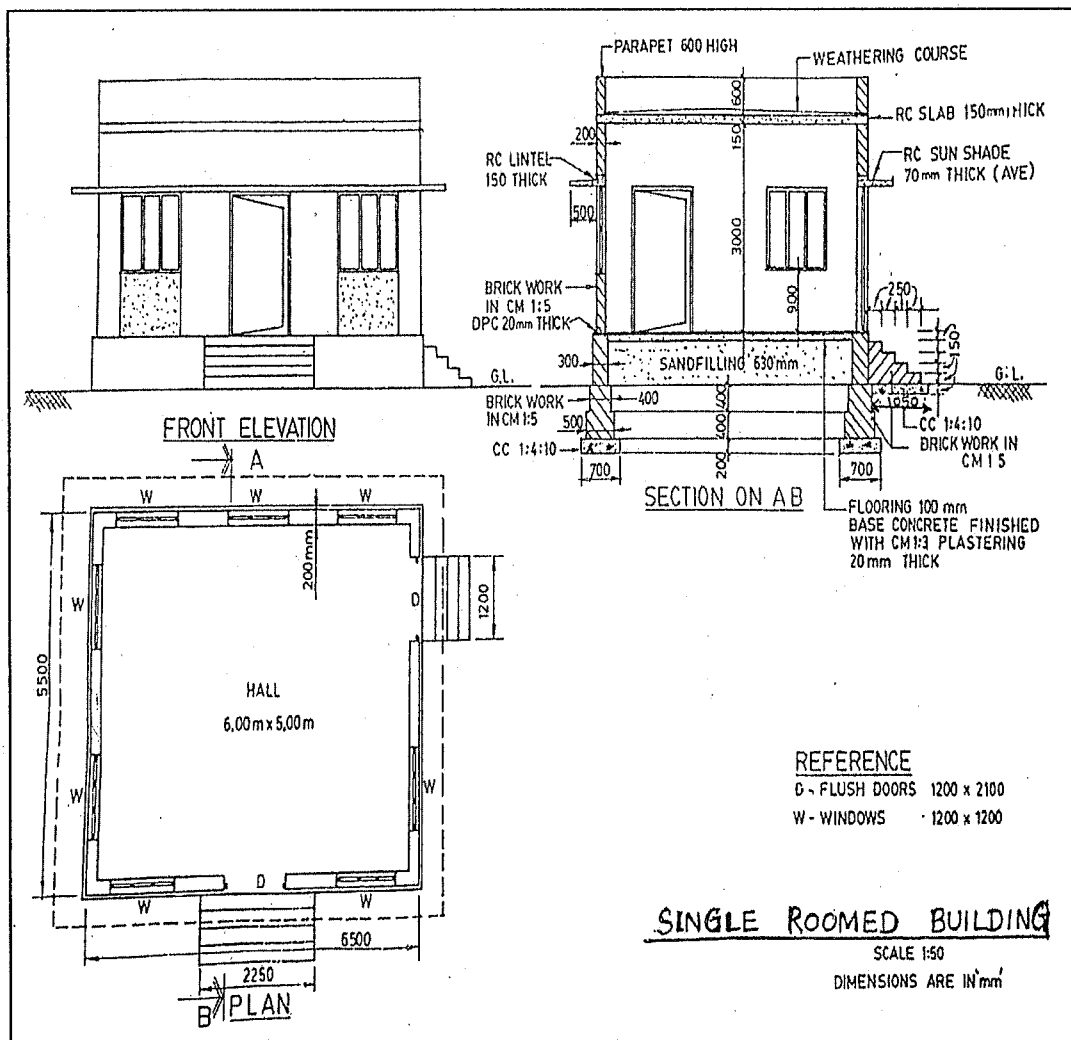 PARAPET 600 HIGH
WEATHERING COURSE
600
RC SLAB 150mm THICK
150
200
RC LINTEL
150 THICK
RC SUN SHADE
70mm THICK (AVE)
500
3000
900
250
BRICK WORK
IN CM 1:5
DPC 20mm THICK
150
300
SANDFILLING 630mm
G.L.
G.L.
BRICK WORK
IN CM 1:5
400
400
1050
500
400
CC 1:4:10
CC 1:4:10
BRICK WORK IN
CM 1 5
200
700
700
FRONT ELEVATION
SECTION ON AB
FLOORING 100 mm
BASE CONCRETE FINISHED
WITH CM 1:3 PLASTERING
20mm THICK
A
W
W
W
200mm
W
D
1200
5500
HALL
6,00m x 5,00m
W
W
D
W
W
6500
2250
B
PLAN
REFERENCE
D - FLUSH DOORS 1200 x 2100
W - WINDOWS - 1200 x 1200
SINGLE ROOMED BUILDING
SCALE 1:50
DIMENSIONS ARE IN 'mm'